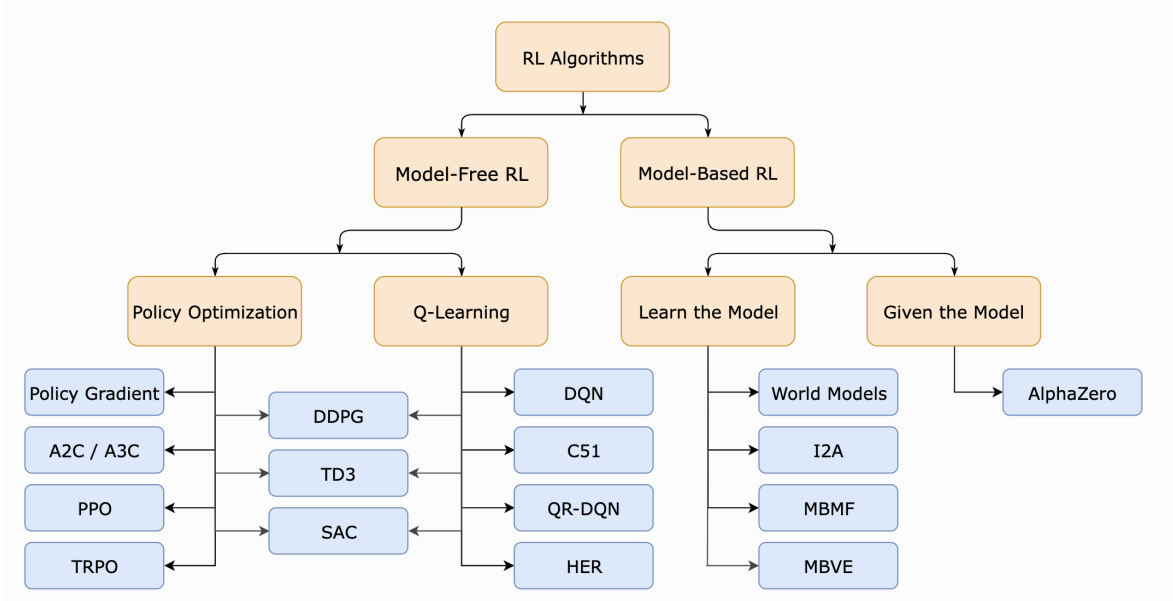 RL Algorithms
Model-Free RL
Model-Based RL
Policy Optimization
Q-Learning
Learn the Model
Given the Model
Policy Gradient
A2C / A3C
PPO
TRPO
DDPG
TD3
SAC
DQN
C51
QR-DQN
HER
World Models
I2A
MBMF
MBVE
AlphaZero